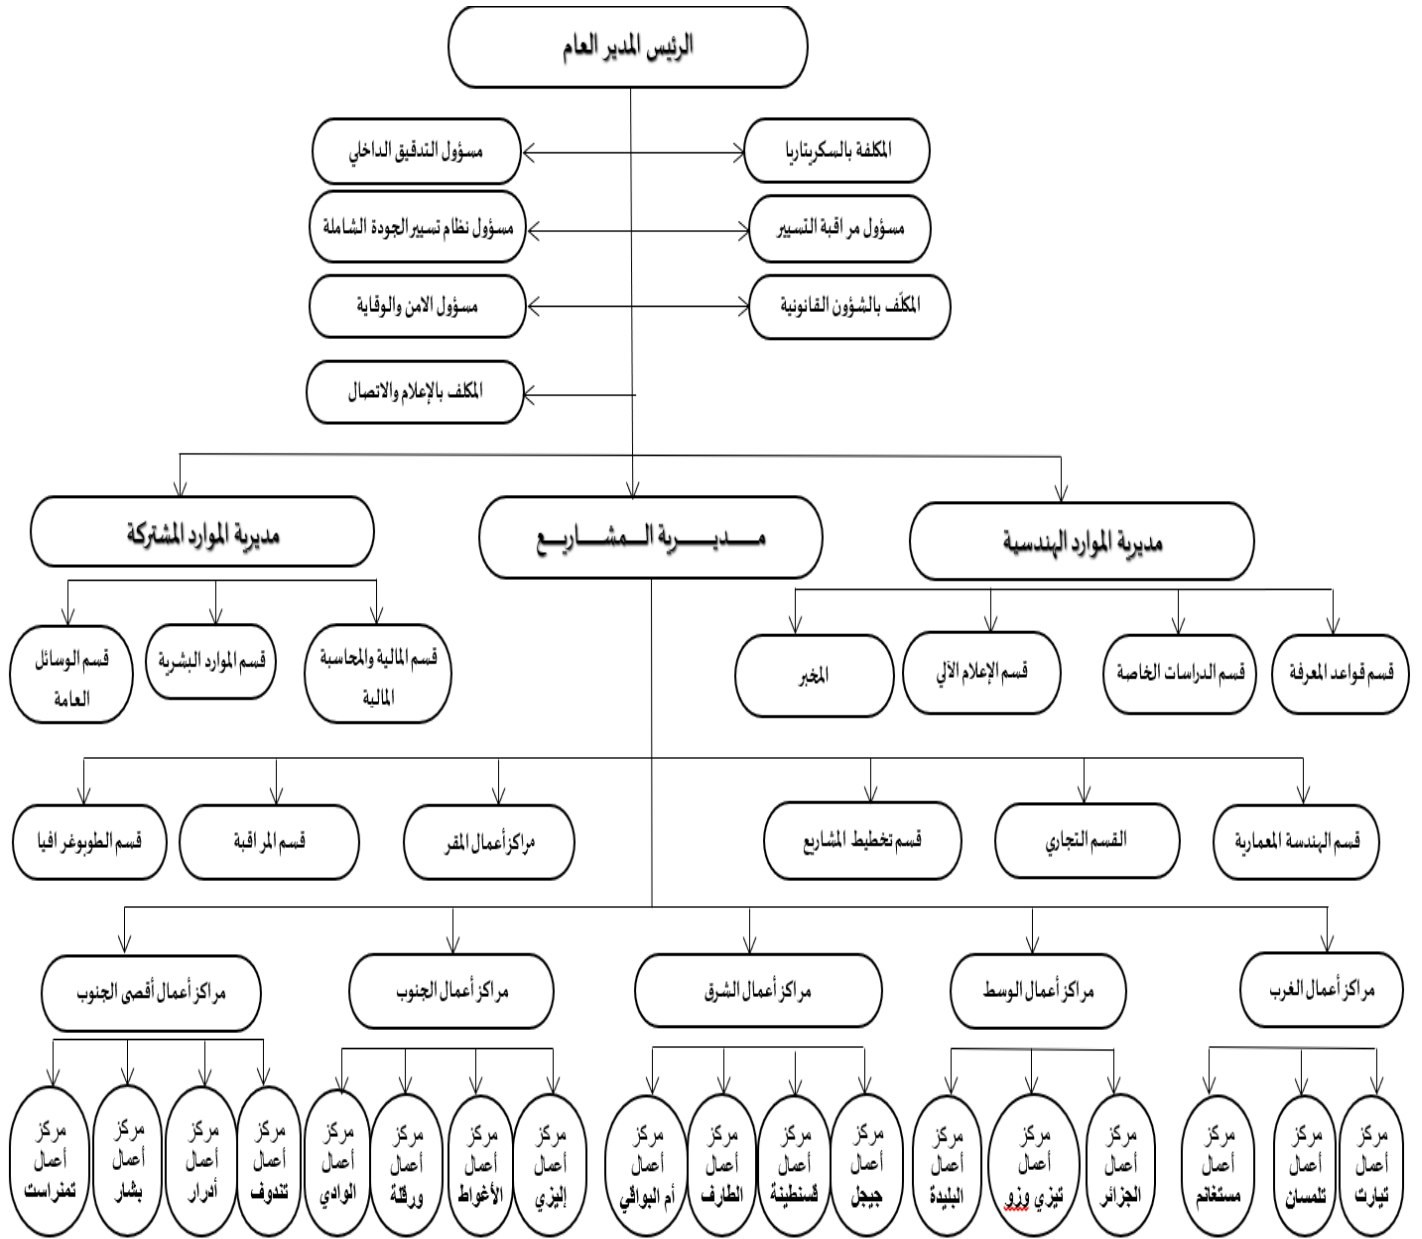 الرئيس المدير العام
المكلفة بالسكريتاريا
مسؤول التدقيق الداخلي
مسؤول مراقبة التسيير
مسؤول نظام تسيير الجودة الشاملة
المكلّف بالشؤون القانونية
مسؤول الامن والوقاية
المكلف بالإعلام والاتصال
مديرية الموارد الهندسية
مـــديــــرية الــمشــــاريــع
مديرية الموارد المشتركة
قسم قواعد المعرفة
قسم الدراسات الخاصة
قسم الإعلام الآلي
المخبر
قسم المالية والمحاسبة
المالية
قسم الموارد البشرية
قسم الوسائل
العامة
قسم الهندسة المعمارية
القسم التجاري
قسم تخطيط المشاريع
مراكز أعمال المقر
قسم المراقبة
قسم الطوبوغرافيا
مراكز أعمال الغرب
مراكز أعمال الوسط
مراكز أعمال الشرق
مراكز أعمال الجنوب
مراكز أعمال أقصى الجنوب
مركز
أعمال
تيارت
مركز
أعمال
تلمسان
مركز
أعمال
مستغانم
مركز
أعمال
الجزائر
مركز
أعمال
تيزي وزو
مركز
أعمال
البليدة
مركز
أعمال
جيجل
مركز
أعمال
قسنطينة
مركز
أعمال
الطارف
مركز
أعمال
أم البواقي
مركز
أعمال
إليزي
مركز
أعمال
الأغواط
مركز
أعمال
ورقلة
مركز
أعمال
الوادي
مركز
أعمال
تندوف
مركز
أعمال
أدرار
مركز
أعمال
بشار
مركز
أعمال
تمنراست